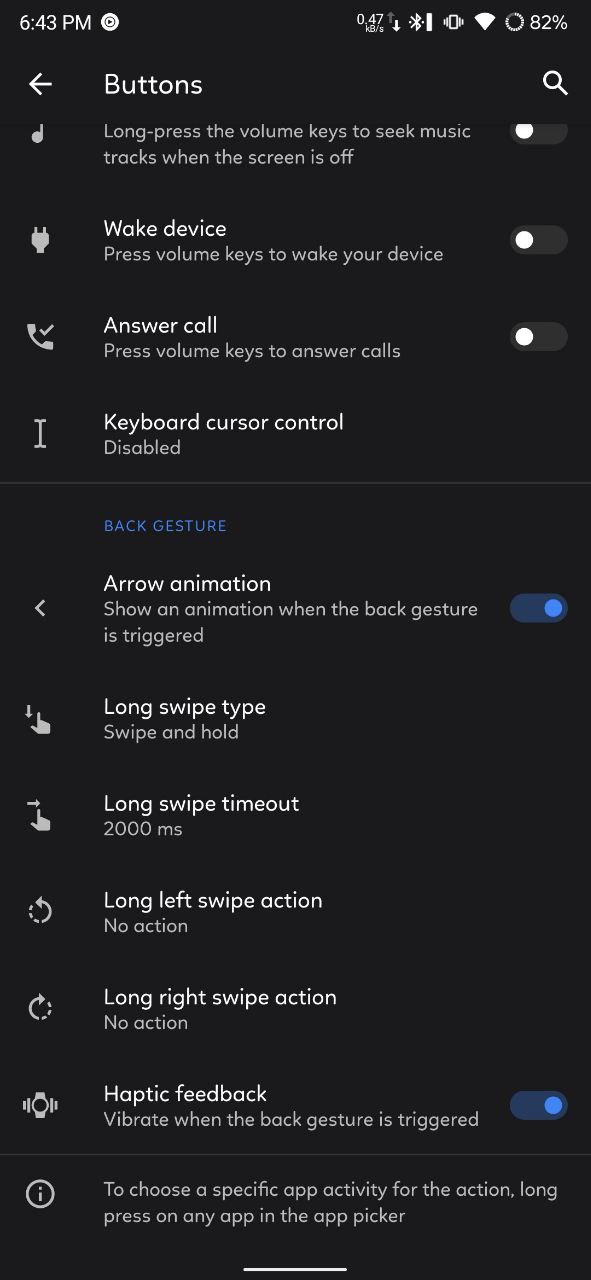 6:43 PM 0.47 kB/s 82%
Buttons
Long-press the volume keys to seek music
tracks when the screen is off
Wake device
Press volume keys to wake your device
Answer call
Press volume keys to answer calls
Keyboard cursor control
Disabled
BACK GESTURE
Arrow animation
Show an animation when the back gesture
is triggered
Long swipe type
Swipe and hold
Long swipe timeout
2000 ms
Long left swipe action
No action
Long right swipe action
No action
Haptic feedback
Vibrate when the back gesture is triggered
To choose a specific app activity for the action, long
press on any app in the app picker